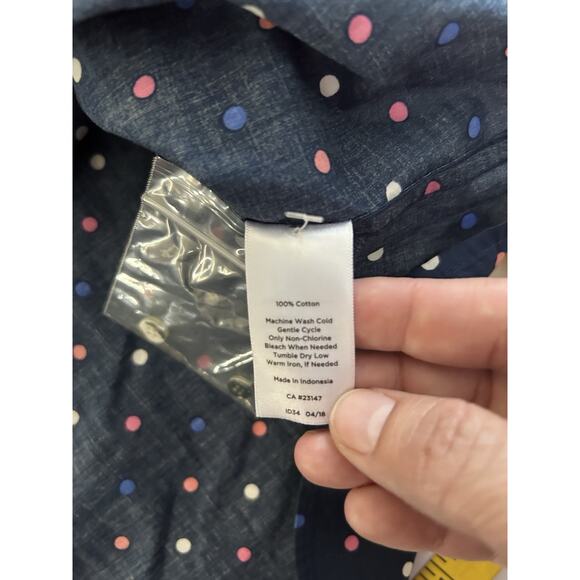 100% Cotton
Machine Wash Cold
Gentle Cycle
Only Non-Chlorine
Bleach When Needed
Tumble Dry Low
Warm Iron, If Needed
Made in Indonesia
CA #23147
ID34 04/18